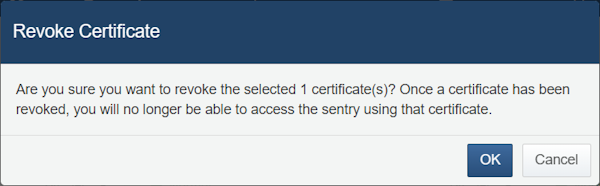 Revoke Certificate
Are you sure you want to revoke the selected 1 certificate(s)? Once a certificate has been
revoked, you will no longer be able to access the sentry using that certificate.
OK Cancel